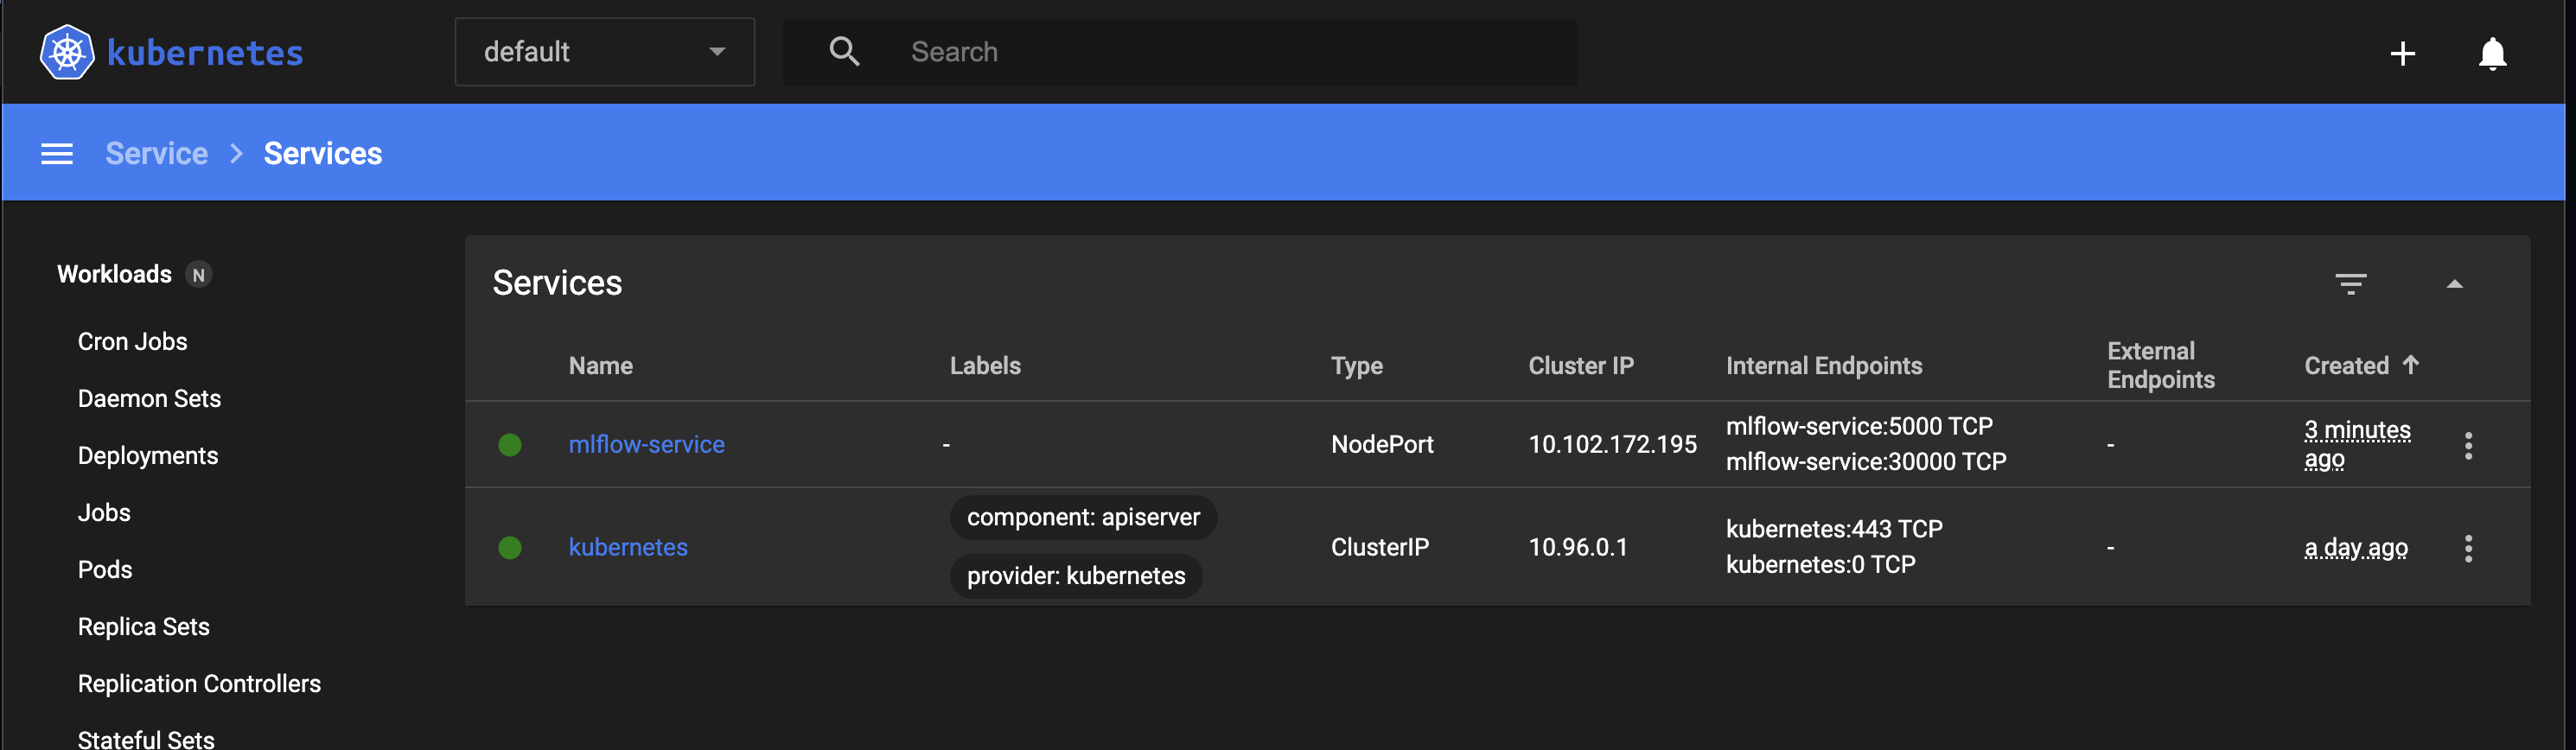 kubernetes
default
Search
Service > Services
Workloads N
Cron Jobs
Daemon Sets
Deployments
Jobs
Pods
Replica Sets
Replication Controllers
Stateful Sets
Services
Name Labels Type Cluster IP Internal Endpoints External Endpoints Created
mlflow-service - NodePort 10.102.172.195 mlflow-service:5000 TCP - 3 minutes ago
mlflow-service:30000 TCP
kubernetes component: apiserver ClusterIP 10.96.0.1 kubernetes:443 TCP - a day ago
provider: kubernetes kubernetes:0 TCP